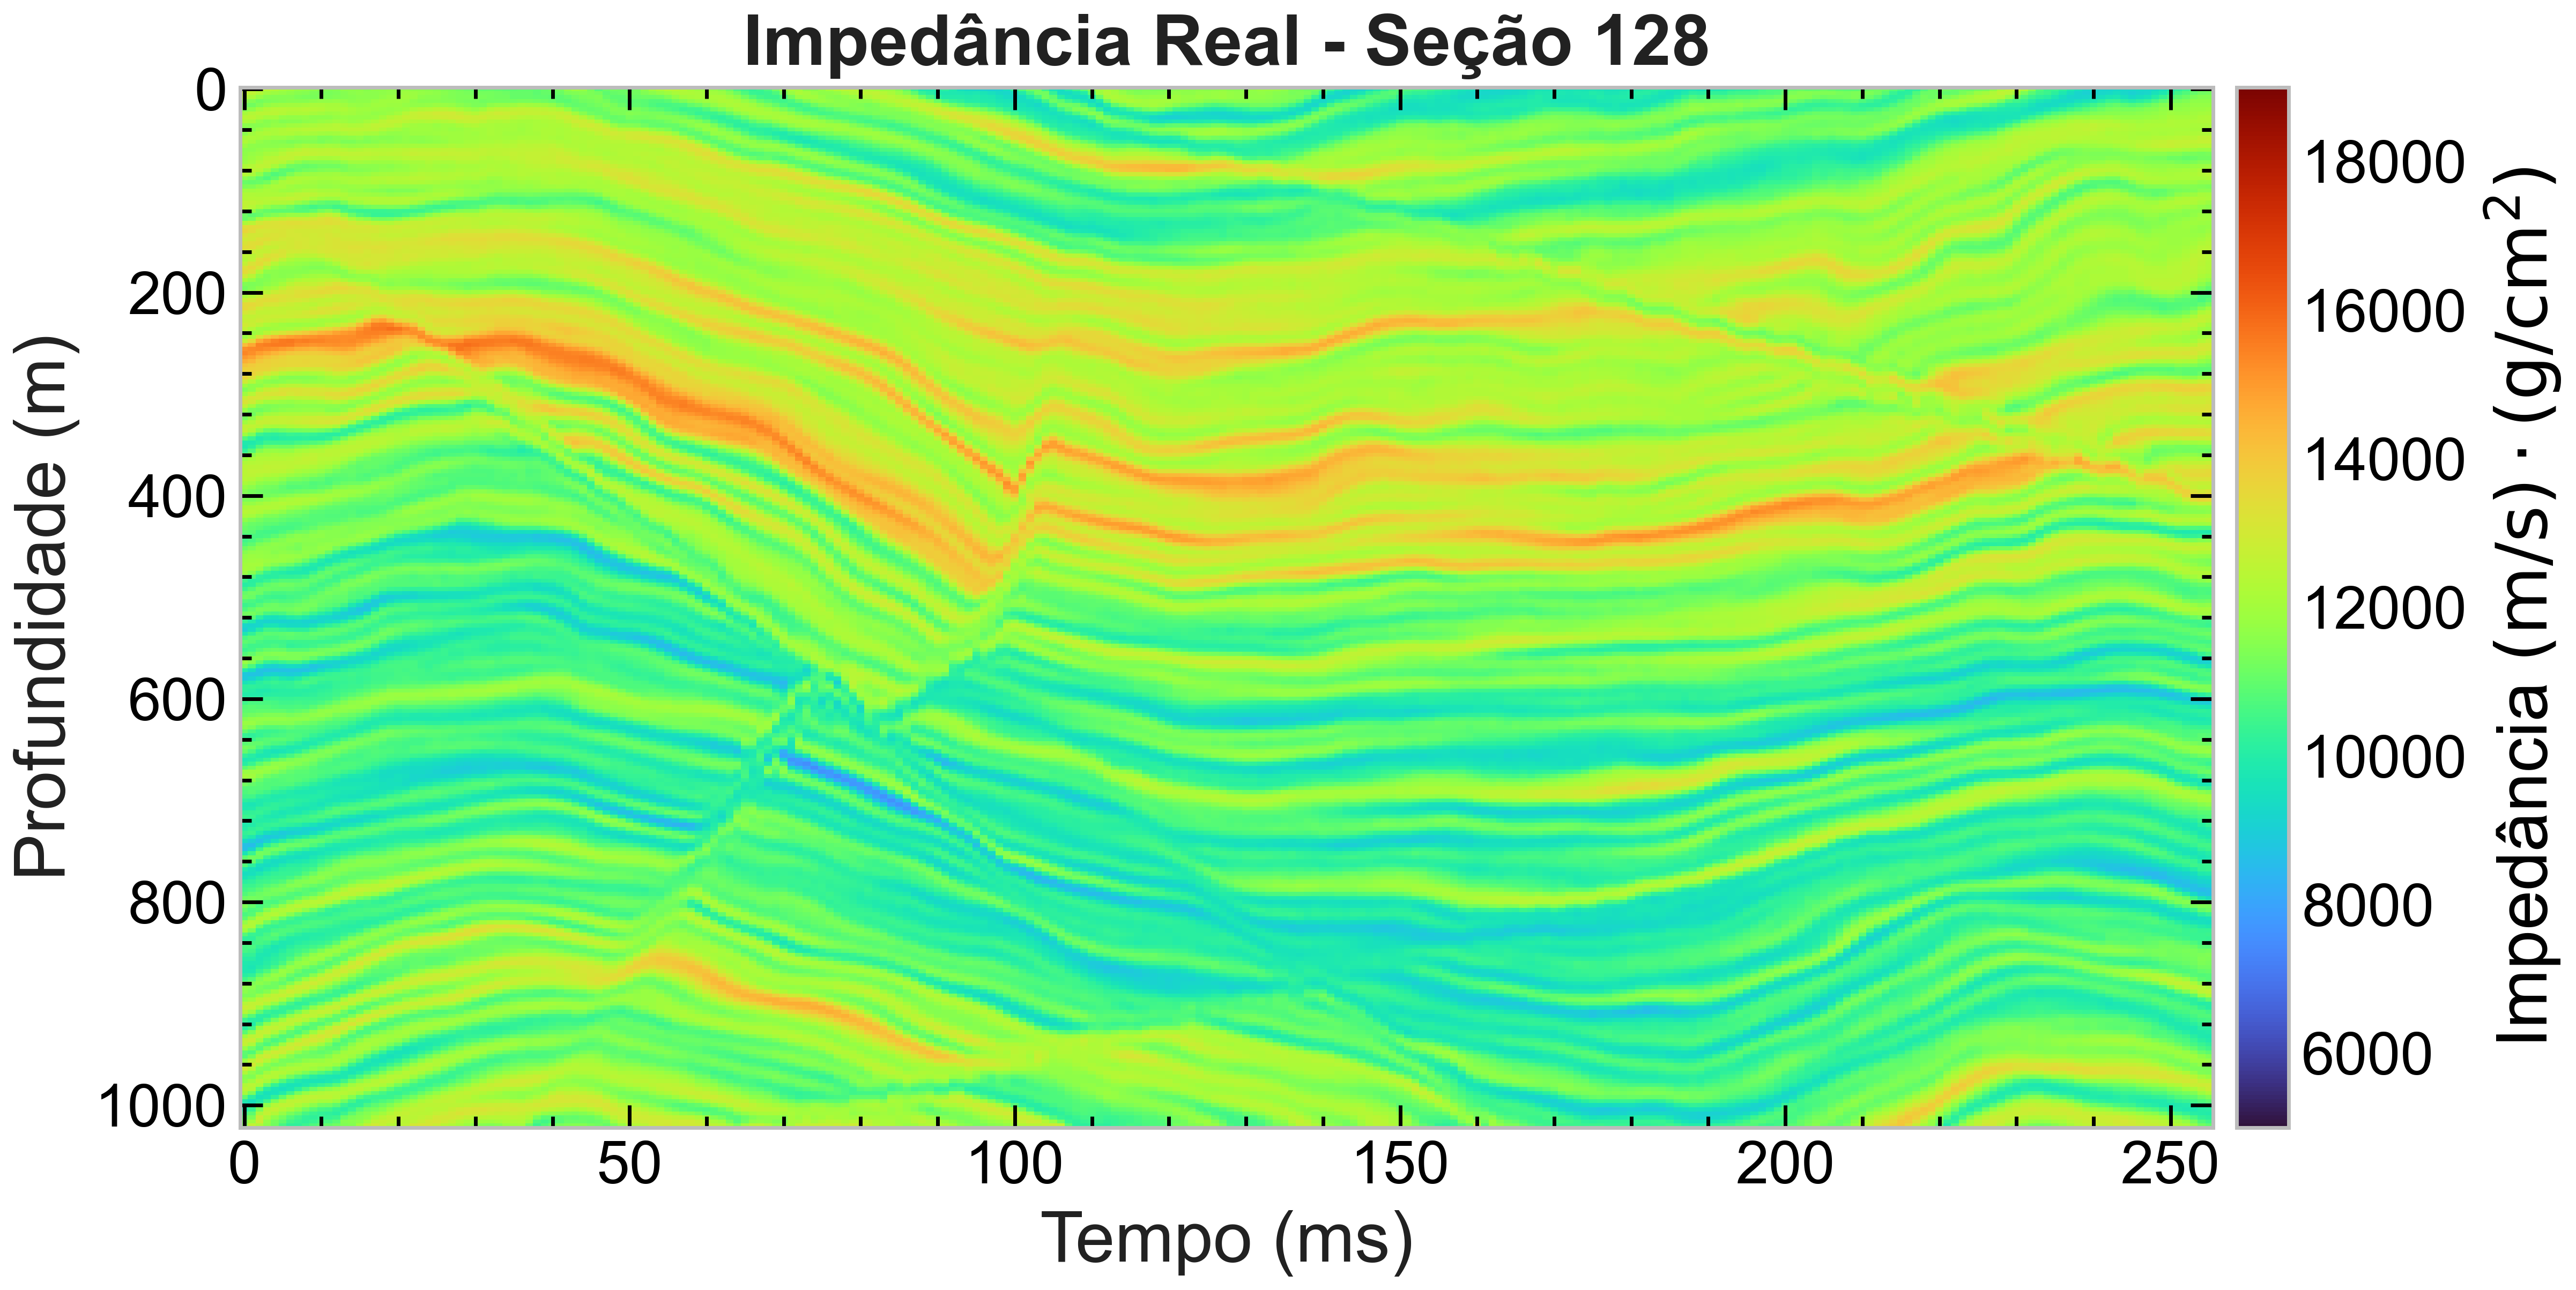 Impedância Real - Seção 128
Profundidade (m)
0
200
400
600
800
1000
0 50 100 150 200 250
Tempo (ms)
18000
16000
14000
12000
10000
8000
6000
Impedância (m/s) · (g/cm²)